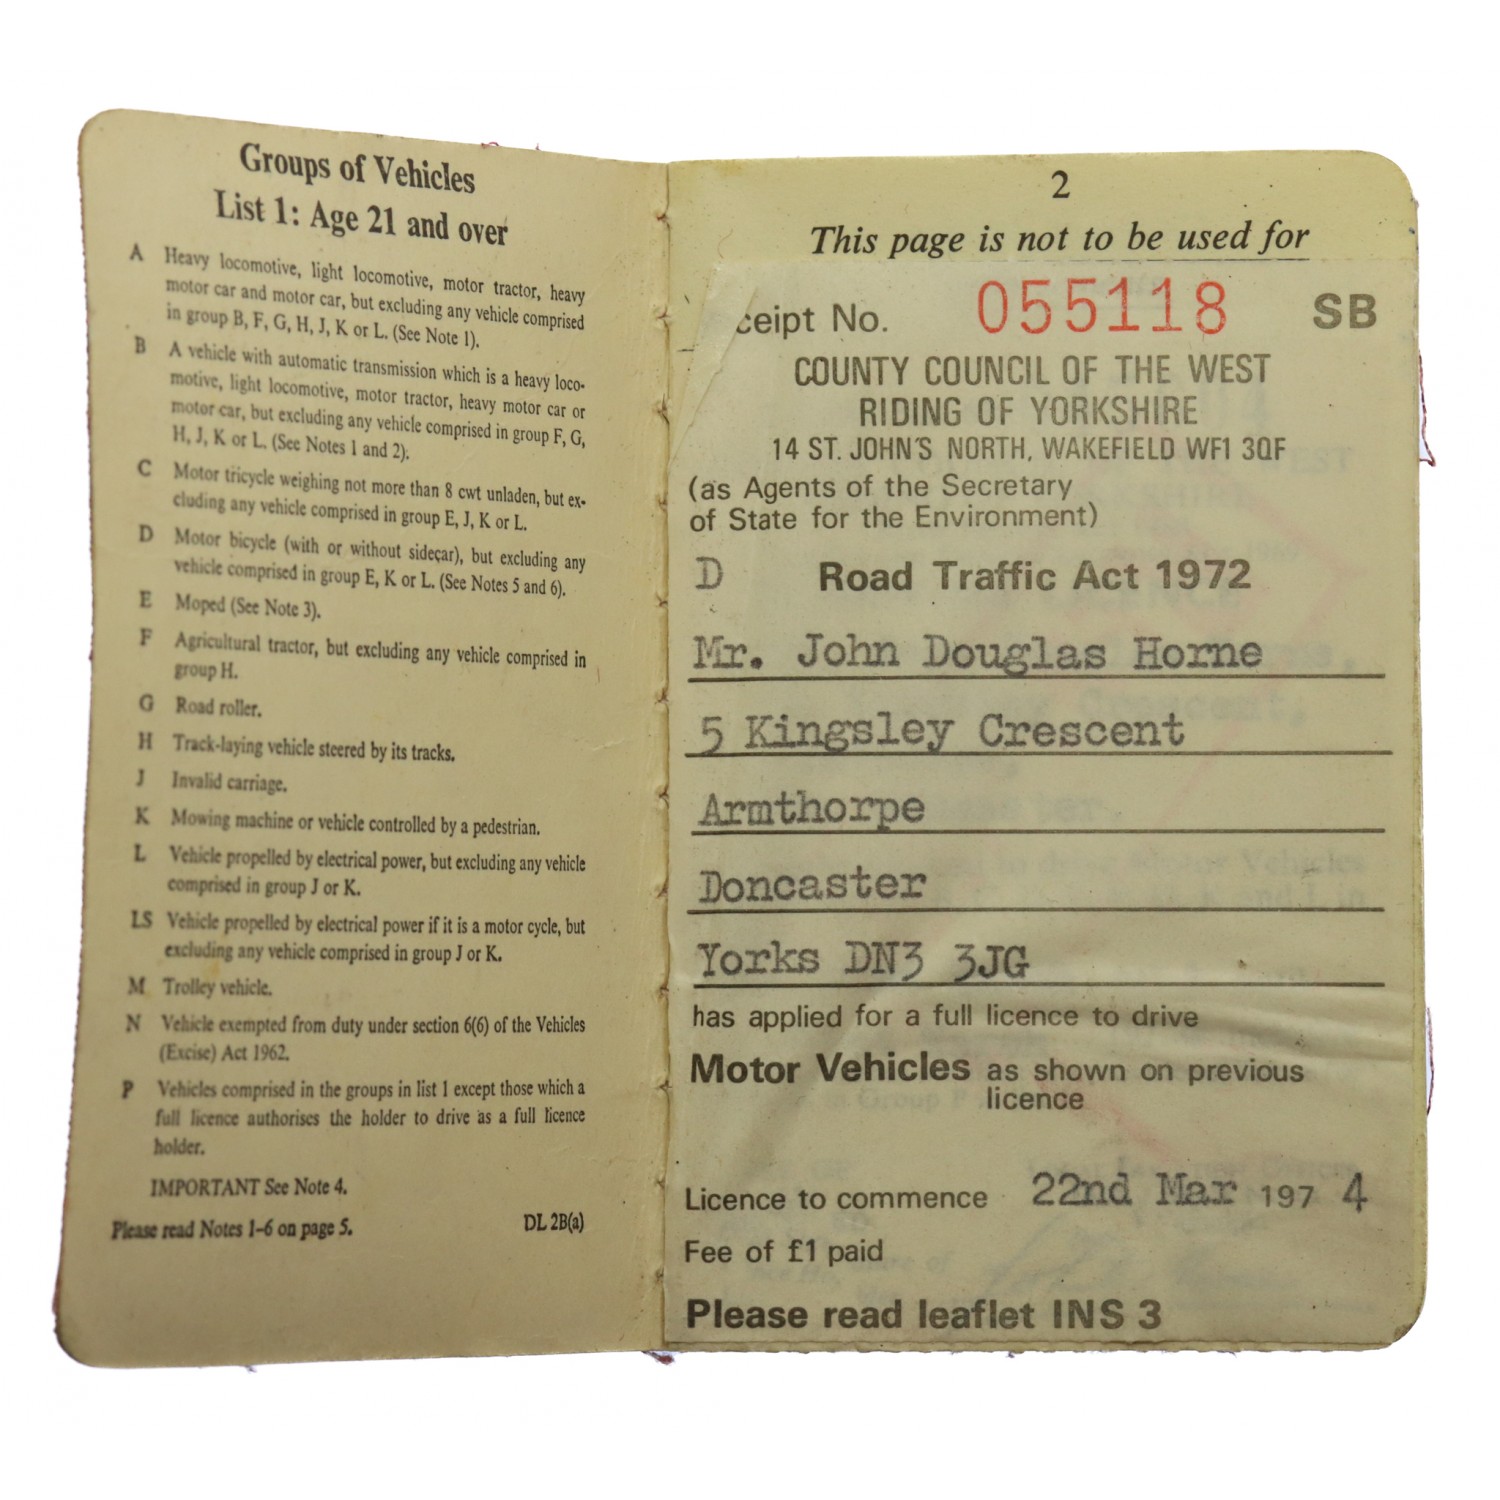 Groups of Vehicles
List 1: Age 21 and over
A Heavy locomotive, light locomotive, motor tractor, heavy
motor car and motor car, but excluding any vehicle comprised
in group B, F, G, H, J, K or L. (See Note 1).
B A vehicle with automatic transmission which is a heavy loco-
motive, light locomotive, motor tractor, heavy motor car or
motor car, but excluding any vehicle comprised in group F, G,
H, J, K or L. (See Notes 1 and 2).
C Motor tricycle weighing not more than 8 cwt unladen, but ex-
cluding any vehicle comprised in group E, J, K or L.
D Motor bicycle (with or without sidecar), but excluding any
vehicle comprised in group E, K or L. (See Notes 5 and 6).
E Moped (See Note 3).
F Agricultural tractor, but excluding any vehicle comprised in
group H.
G Road roller.
H Track-laying vehicle steered by its tracks.
J Invalid carriage.
K Mowing machine or vehicle controlled by a pedestrian.
L Vehicle propelled by electrical power, but excluding any vehicle
comprised in group J or K.
LS Vehicle propelled by electrical power if it is a motor cycle, but
excluding any vehicle comprised in group J or K.
M Trolley vehicle.
N Vehicle exempted from duty under section 6(6) of the Vehicles
(Excise) Act 1962.
P Vehicles comprised in the groups in list 1 except those which a
full licence authorises the holder to drive as a full licence
holder.
IMPORTANT See Note 4.
Please read Notes 1-6 on page 5. DL 2B(a)
2
This page is not to be used for
ceipt No. 055118 SB
COUNTY COUNCIL OF THE WEST
RIDING OF YORKSHIRE
14 ST. JOHN'S NORTH, WAKEFIELD WF1 3QF
(as Agents of the Secretary
of State for the Environment)
D Road Traffic Act 1972
Mr. John Douglas Horne
5 Kingsley Crescent
Armthorpe
Doncaster
Yorks DN3 3JG
has applied for a full licence to drive
Motor Vehicles as shown on previous
licence
Licence to commence 22nd Mar 197 4
Fee of £1 paid
Please read leaflet INS 3